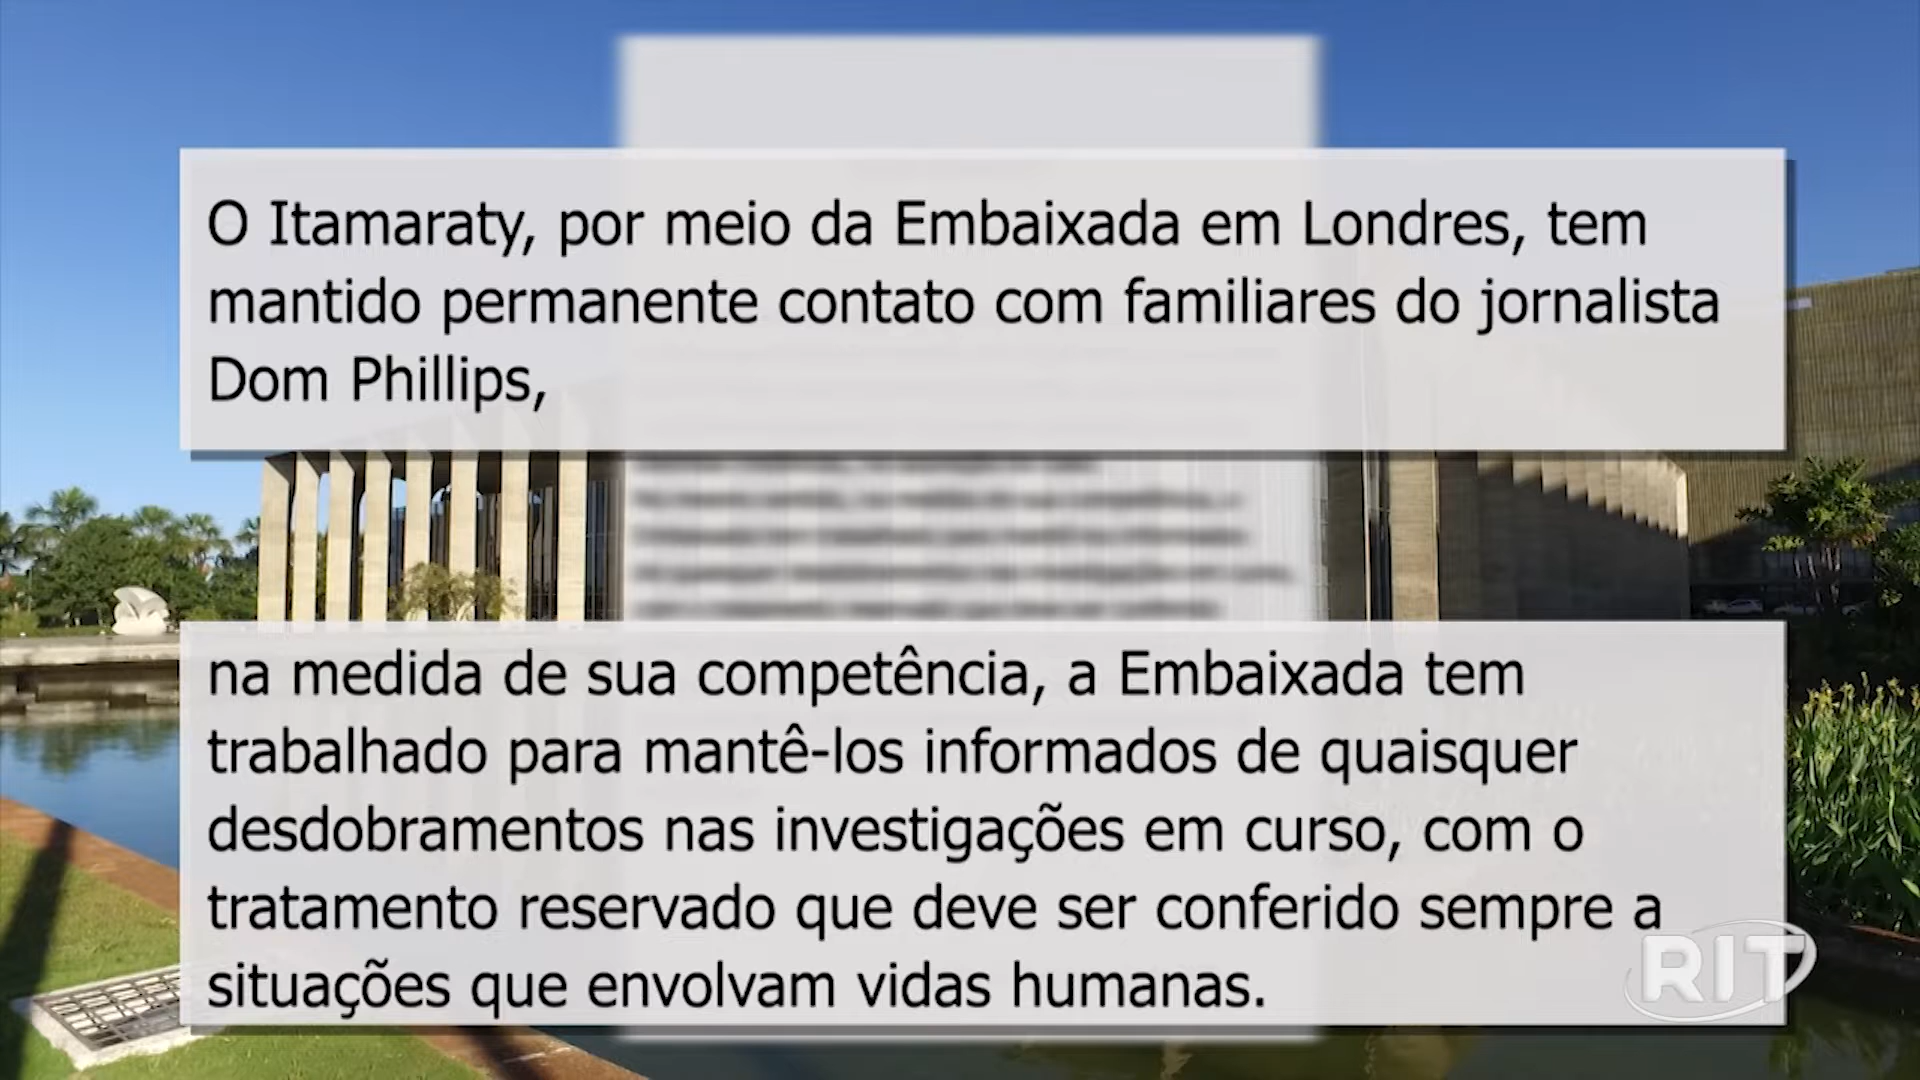 O Itamaraty, por meio da Embaixada em Londres, tem
mantido permanente contato com familiares do jornalista
Dom Phillips,
na medida de sua competência, a Embaixada tem
trabalhado para mantê-los informados de quaisquer
desdobramentos nas investigações em curso, com o
tratamento reservado que deve ser conferido sempre a
situações que envolvam vidas humanas.
RIT